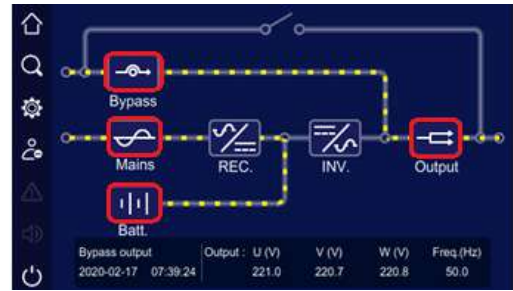 Bypass
Mains
REC.
INV.
Output
Batt.
Bypass output Output : U (V) V (V) W (V) Freq.(Hz)
2020-02-17 07:39:24 221.0 220.7 220.8 50.0